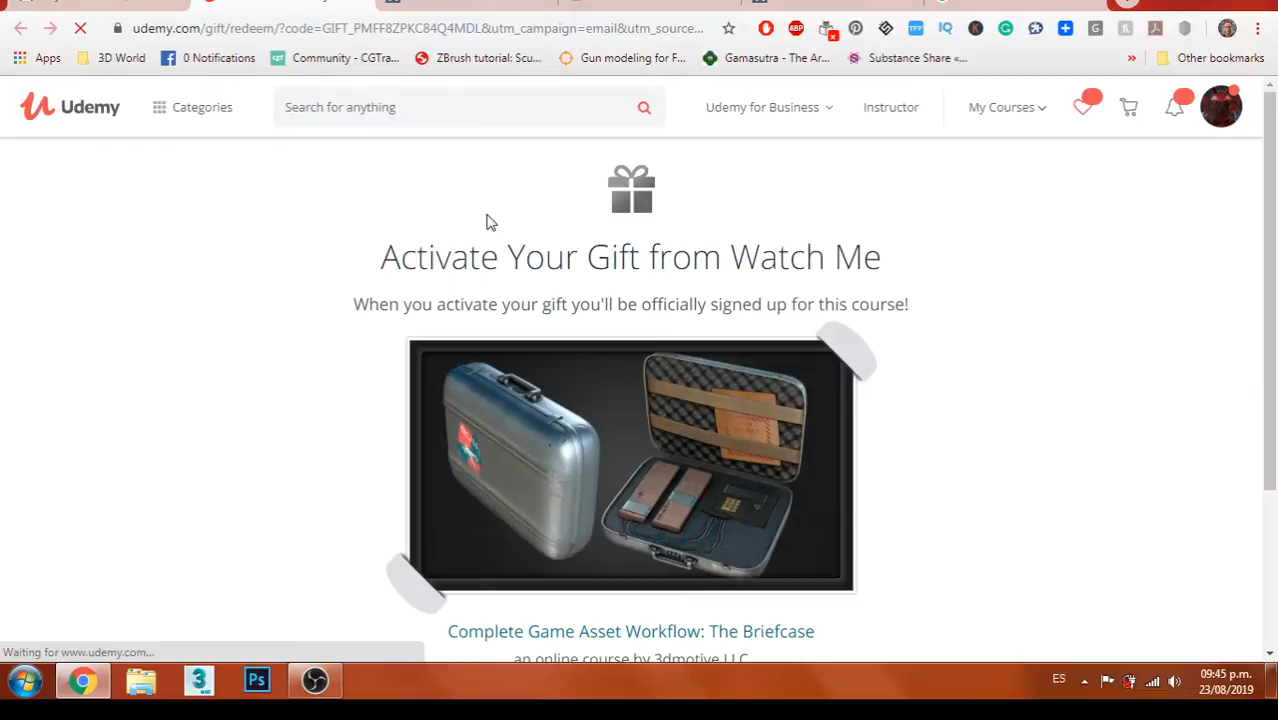 udemy.com/gift/redeem/?code=GIFT_PMFF8ZPKC84Q4MDL&utm_campaign=email&utm_source...
Apps 3D World 0 Notifications Community - CGTra... ZBrush tutorial: Scu... Gun modeling for F... Gamasutra - The Ar... Substance Share «... » Other bookmarks
Udemy Categories Search for anything Udemy for Business Instructor My Courses
Activate Your Gift from Watch Me
When you activate your gift you'll be officially signed up for this course!
Complete Game Asset Workflow: The Briefcase
an online course by 3dmotive LLC
Waiting for www.udemy.com...
ES 09:45 p.m.
23/08/2019